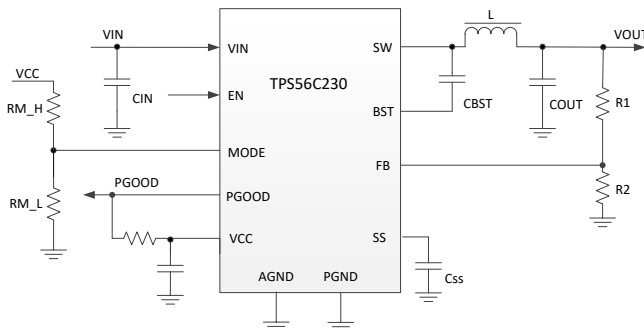 VIN
VCC
RM_H
CIN
RM_L
PGOOD
VIN
EN
MODE
PGOOD
VCC
TPS56C230
SW
BST
FB
SS
AGND
PGND
L
VOUT
CBST
COUT
R1
R2
Css